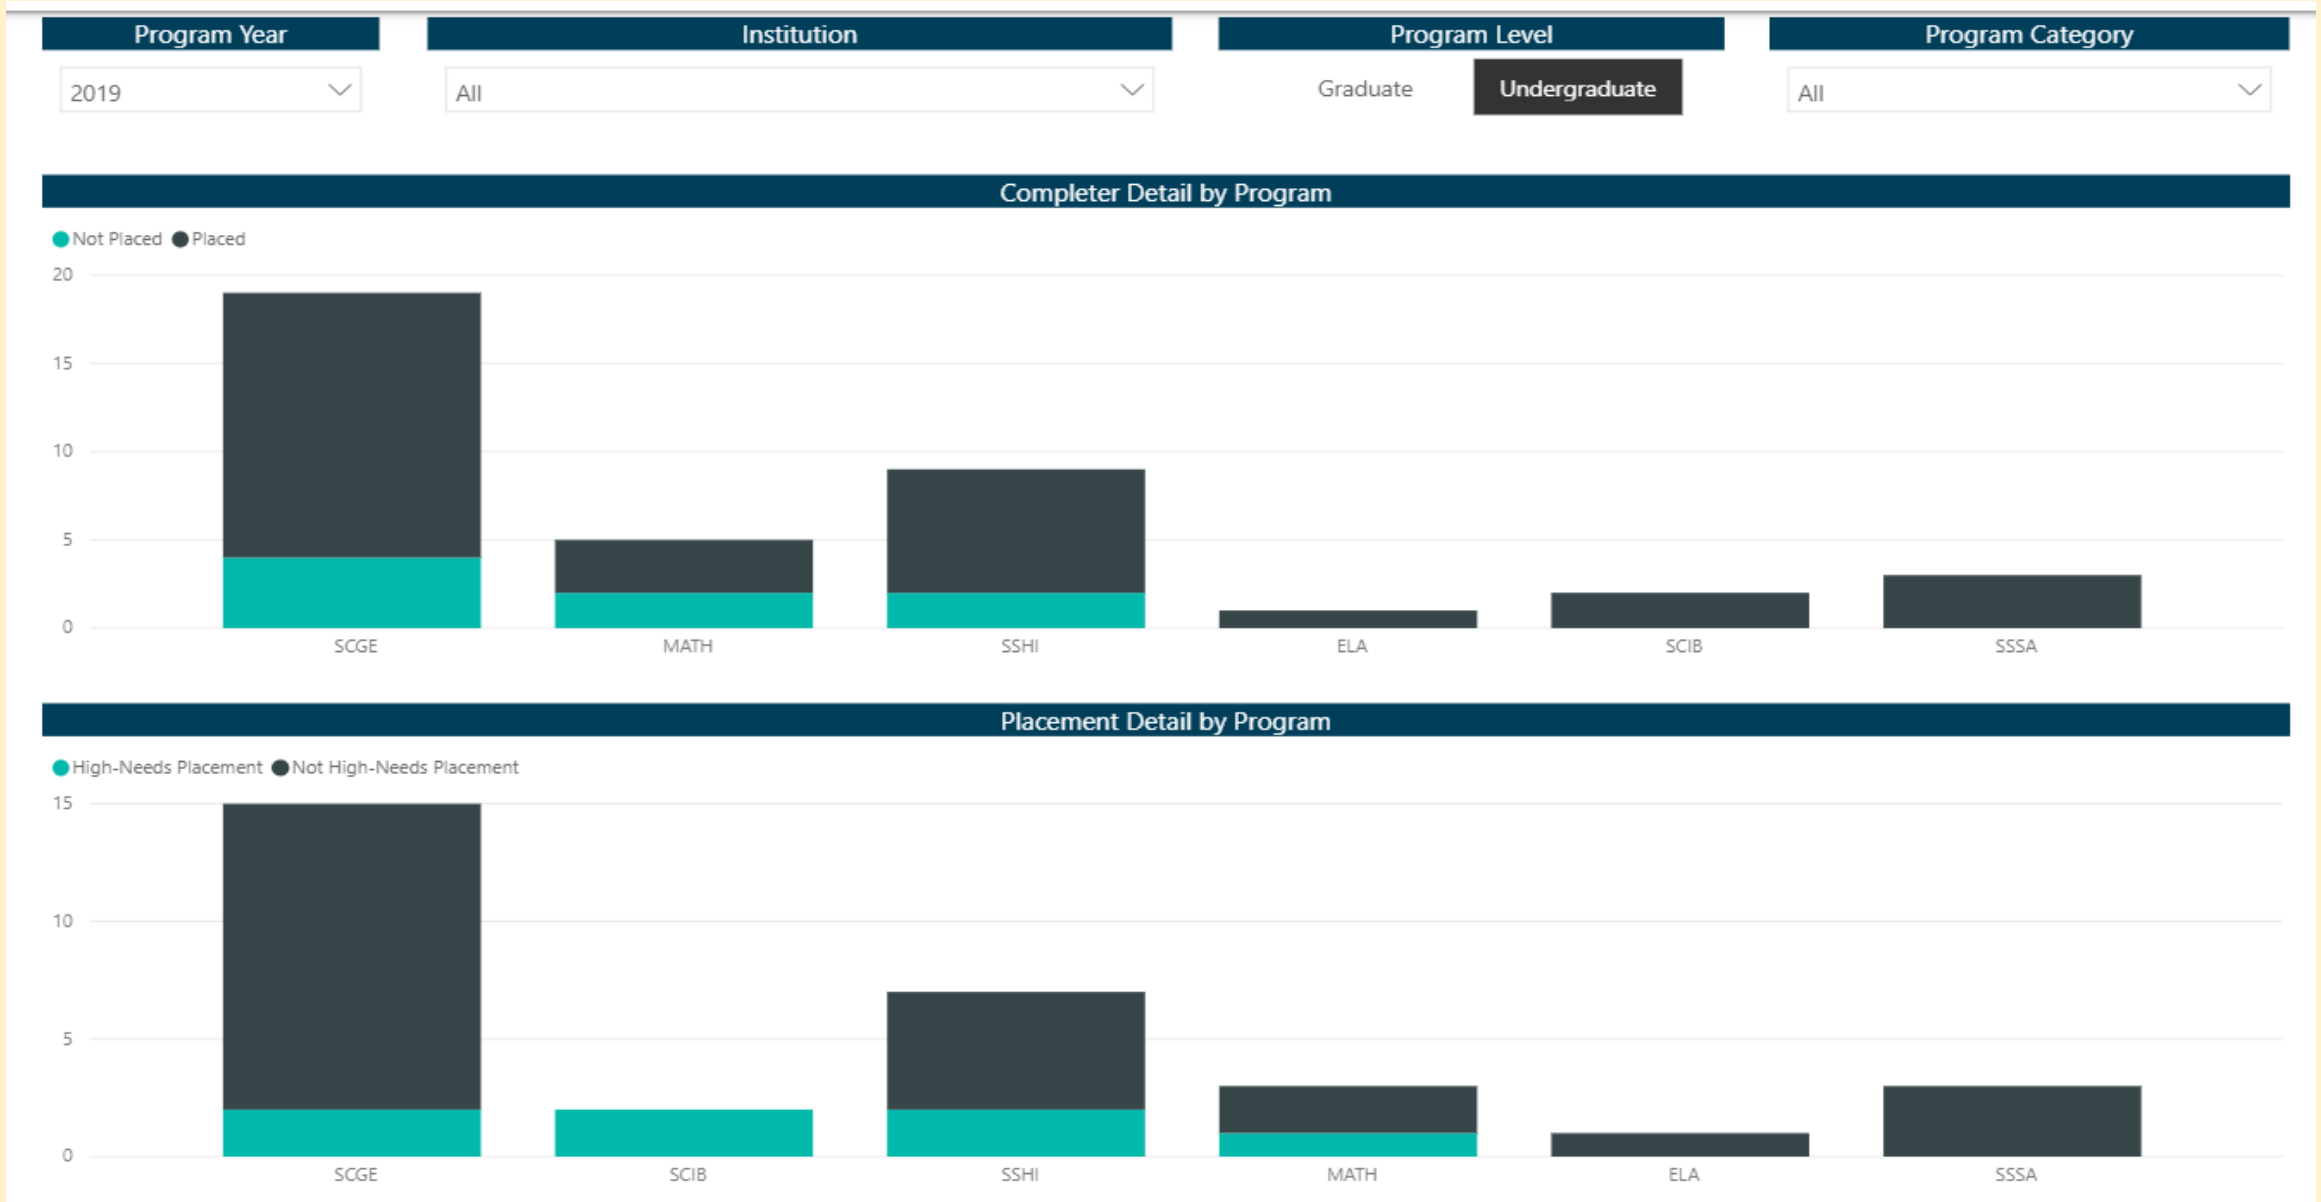 Program Year Institution Program Level Program Category
2019 All Graduate Undergraduate All
Completer Detail by Program
Not Placed Placed
20
15
10
5
0
SCGE MATH SSHI ELA SCIB SSSA
Placement Detail by Program
High-Needs Placement Not High-Needs Placement
15
10
5
0
SCGE SCIB SSHI MATH ELA SSSA